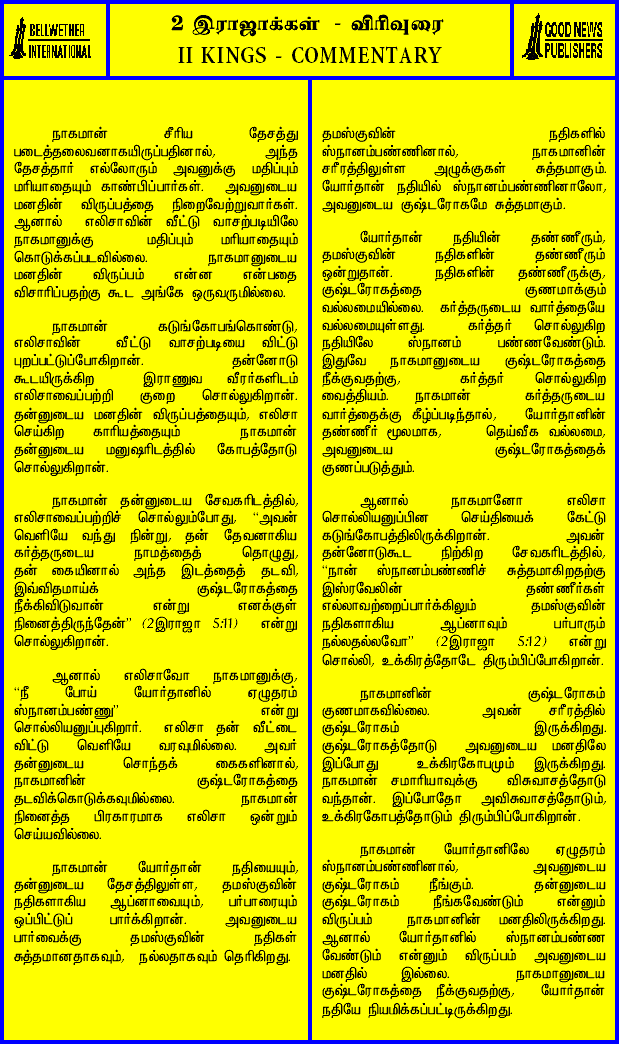 BELLWETHER
INTERNATIONAL
2 இராஜாக்கள் - விரிவுரை
II KINGS - COMMENTARY
GOOD NEWS
PUBLISHERS
நாகமான் சீரிய தேசத்து
படைத்தலைவனாகயிருப்பதினால், அந்த
தேசத்தார் எல்லோரும் அவனுக்கு மதிப்பும்
மரியாதையும் காண்பிப்பார்கள். அவனுடைய
மனதின் விருப்பத்தை நிறைவேற்றுவார்கள்.
ஆனால் எலிசாவின் வீட்டு வாசற்படியிலே
நாகமானுக்கு மதிப்பும் மரியாதையும்
கொடுக்கப்படவில்லை. நாகமானுடைய
மனதின் விருப்பம் என்ன என்பதை
விசாரிப்பதற்கு கூட அங்கே ஒருவருமில்லை.
நாகமான் கடுங்கோபங்கொண்டு,
எலிசாவின் வீட்டு வாசற்படியை விட்டு
புறப்பட்டுப்போகிறான். தன்னோடு
கூடயிருக்கிற இராணுவ வீரர்களிடம்
எலிசாவைப்பற்றி குறை சொல்லுகிறான்.
தன்னுடைய மனதின் விருப்பத்தையும், எலிசா
செய்கிற காரியத்தையும் நாகமான்
தன்னுடைய மனுஷரிடத்தில் கோபத்தோடு
சொல்லுகிறான்.
நாகமான் தன்னுடைய சேவகரிடத்தில்,
எலிசாவைப்பற்றிச் சொல்லும்போது, “அவன்
வெளியே வந்து நின்று, தன் தேவனாகிய
கர்த்தருடைய நாமத்தைத் தொழுது,
தன் கையினால் அந்த இடத்தைத் தடவி,
இவ்விதமாய்க் குஷ்டரோகத்தை
நீக்கிவிடுவான் என்று எனக்குள்
நினைத்திருந்தேன்” (2இராஜா 5:11) என்று
சொல்லுகிறான்.
ஆனால் எலிசாவோ நாகமானுக்கு,
“நீ போய் யோர்தானில் ஏழுதரம்
ஸ்நானம்பண்ணு” என்று
சொல்லியனுப்புகிறார். எலிசா தன் வீட்டை
விட்டு வெளியே வரவுமில்லை. அவர்
தன்னுடைய சொந்தக் கைகளினால்,
நாகமானின் குஷ்டரோகத்தை
தடவிக்கொடுக்கவுமில்லை. நாகமான்
நினைத்த பிரகாரமாக எலிசா ஒன்றும்
செய்யவில்லை.
நாகமான் யோர்தான் நதியையும்,
தன்னுடைய தேசத்திலுள்ள, தமஸ்குவின்
நதிகளாகிய ஆப்னாவையும், பர்பாரையும்
ஒப்பிட்டுப் பார்க்கிறான். அவனுடைய
பார்வைக்கு தமஸ்குவின் நதிகள்
சுத்தமானதாகவும், நல்லதாகவும் தெரிகிறது.
தமஸ்குவின் நதிகளில்
ஸ்நானம்பண்ணினால், நாகமானின்
சரீரத்திலுள்ள அழுக்குகள் சுத்தமாகும்.
யோர்தான் நதியில் ஸ்நானம்பண்ணினாலோ,
அவனுடைய குஷ்டரோகமே சுத்தமாகும்.
யோர்தான் நதியின் தண்ணீரும்,
தமஸ்குவின் நதிகளின் தண்ணீரும்
ஒன்றுதான். நதிகளின் தண்ணீருக்கு,
குஷ்டரோகத்தை குணமாக்கும்
வல்லமையில்லை. கர்த்தருடைய வார்த்தையே
வல்லமையுள்ளது. கர்த்தர் சொல்லுகிற
நதியிலே ஸ்நானம் பண்ணவேண்டும்.
இதுவே நாகமானுடைய குஷ்டரோகத்தை
நீக்குவதற்கு, கர்த்தர் சொல்லுகிற
வைத்தியம். நாகமான் கர்த்தருடைய
வார்த்தைக்கு கீழ்ப்படிந்தால், யோர்தானின்
தண்ணீர் மூலமாக, தெய்வீக வல்லமை,
அவனுடைய குஷ்டரோகத்தைக்
குணப்படுத்தும்.
ஆனால் நாகமானோ எலிசா
சொல்லியனுப்பின செய்தியைக் கேட்டு
கடுங்கோபத்திலிருக்கிறான். அவன்
தன்னோடுகூட நிற்கிற சேவகரிடத்தில்,
“நான் ஸ்நானம்பண்ணிச் சுத்தமாகிறதற்கு
இஸ்ரவேலின் தண்ணீர்கள்
எல்லாவற்றைப்பார்க்கிலும் தமஸ்குவின்
நதிகளாகிய ஆப்னாவும் பர்பாரும்
நல்லதல்லவோ” (2இராஜா 5:12) என்று
சொல்லி, உக்கிரத்தோடே திரும்பிப்போகிறான்.
நாகமானின் குஷ்டரோகம்
குணமாகவில்லை. அவன் சரீரத்தில்
குஷ்டரோகம் இருக்கிறது.
குஷ்டரோகத்தோடு அவனுடைய மனதிலே
இப்போது உக்கிரகோபமும் இருக்கிறது.
நாகமான் சமாரியாவுக்கு விசுவாசத்தோடு
வந்தான். இப்போதோ அவிசுவாசத்தோடும்,
உக்கிரகோபத்தோடும் திரும்பிப்போகிறான்.
நாகமான் யோர்தானிலே ஏழுதரம்
ஸ்நானம்பண்ணினால், அவனுடைய
குஷ்டரோகம் நீங்கும். தன்னுடைய
குஷ்டரோகம் நீங்கவேண்டும் என்னும்
விருப்பம் நாகமானின் மனதிலிருக்கிறது.
ஆனால் யோர்தானில் ஸ்நானம்பண்ண
வேண்டும் என்னும் விருப்பம் அவனுடைய
மனதில் இல்லை. நாகமானுடைய
குஷ்டரோகத்தை நீக்குவதற்கு, யோர்தான்
நதியே நியமிக்கப்பட்டிருக்கிறது.